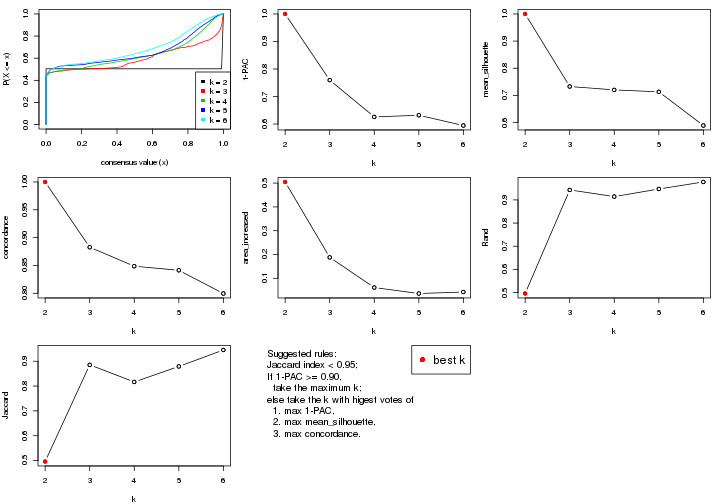 P(X <= x)
0.0 0.2 0.4 0.6 0.8 1.0
0.0 0.2 0.4 0.6 0.8 1.0
consensus value (x)
k = 2
k = 3
k = 4
k = 5
k = 6
1-PAC
0.6 0.7 0.8 0.9 1.0
2 3 4 5 6
k
mean_silhouette
0.6 0.7 0.8 0.9 1.0
2 3 4 5 6
k
concordance
0.80 0.85 0.90 0.95 1.00
2 3 4 5 6
k
area_increased
0.1 0.2 0.3 0.4 0.5
2 3 4 5 6
k
Rand
0.5 0.6 0.7 0.8 0.9
2 3 4 5 6
k
Jaccard
0.5 0.6 0.7 0.8 0.9
2 3 4 5 6
k
Suggested rules:
Jaccard index < 0.95;
If 1-PAC >= 0.90,
take the maximum k;
else take the k with higest votes of
1. max 1-PAC,
2. max mean_silhouette,
3. max concordance.
best k